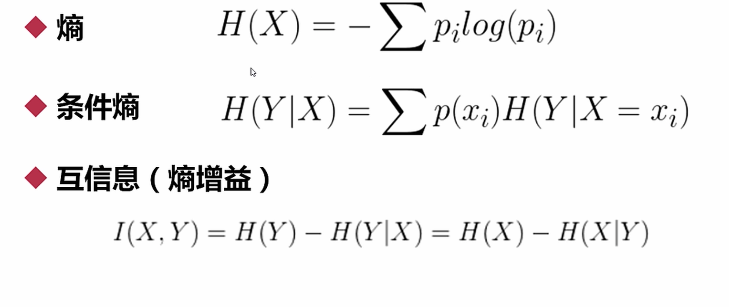 ◆ 熵 H(X) = −∑ p_i log(p_i)
◆ 条件熵 H(Y|X) = ∑ p(x_i)H(Y|X = x_i)
◆ 互信息（熵增益）
I(X,Y) = H(Y) − H(Y|X) = H(X) − H(X|Y)